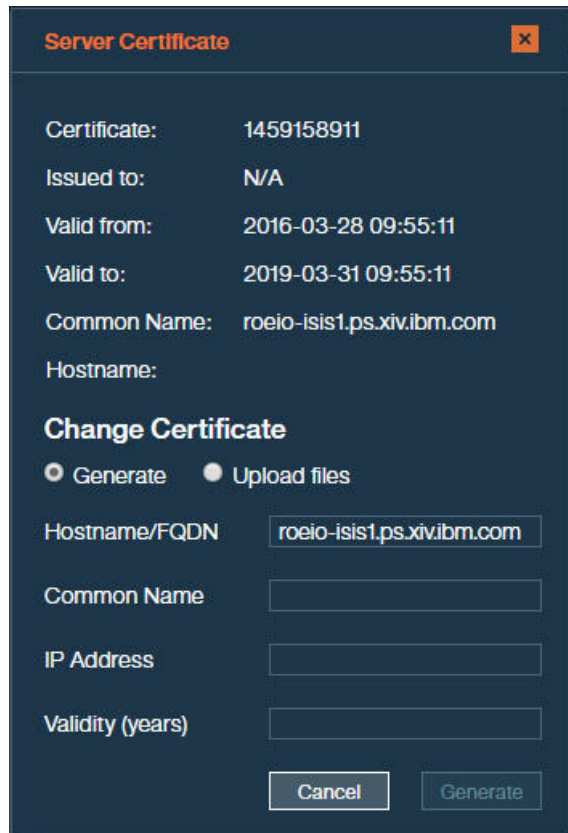 Server Certificate
Certificate: 1459158911
Issued to: N/A
Valid from: 2016-03-28 09:55:11
Valid to: 2019-03-31 09:55:11
Common Name: roeio-isis1.ps.xiv.ibm.com
Hostname:
Change Certificate
Generate Upload files
Hostname/FQDN roeio-isis1.ps.xiv.ibm.com
Common Name
IP Address
Validity (years)
Cancel Generate